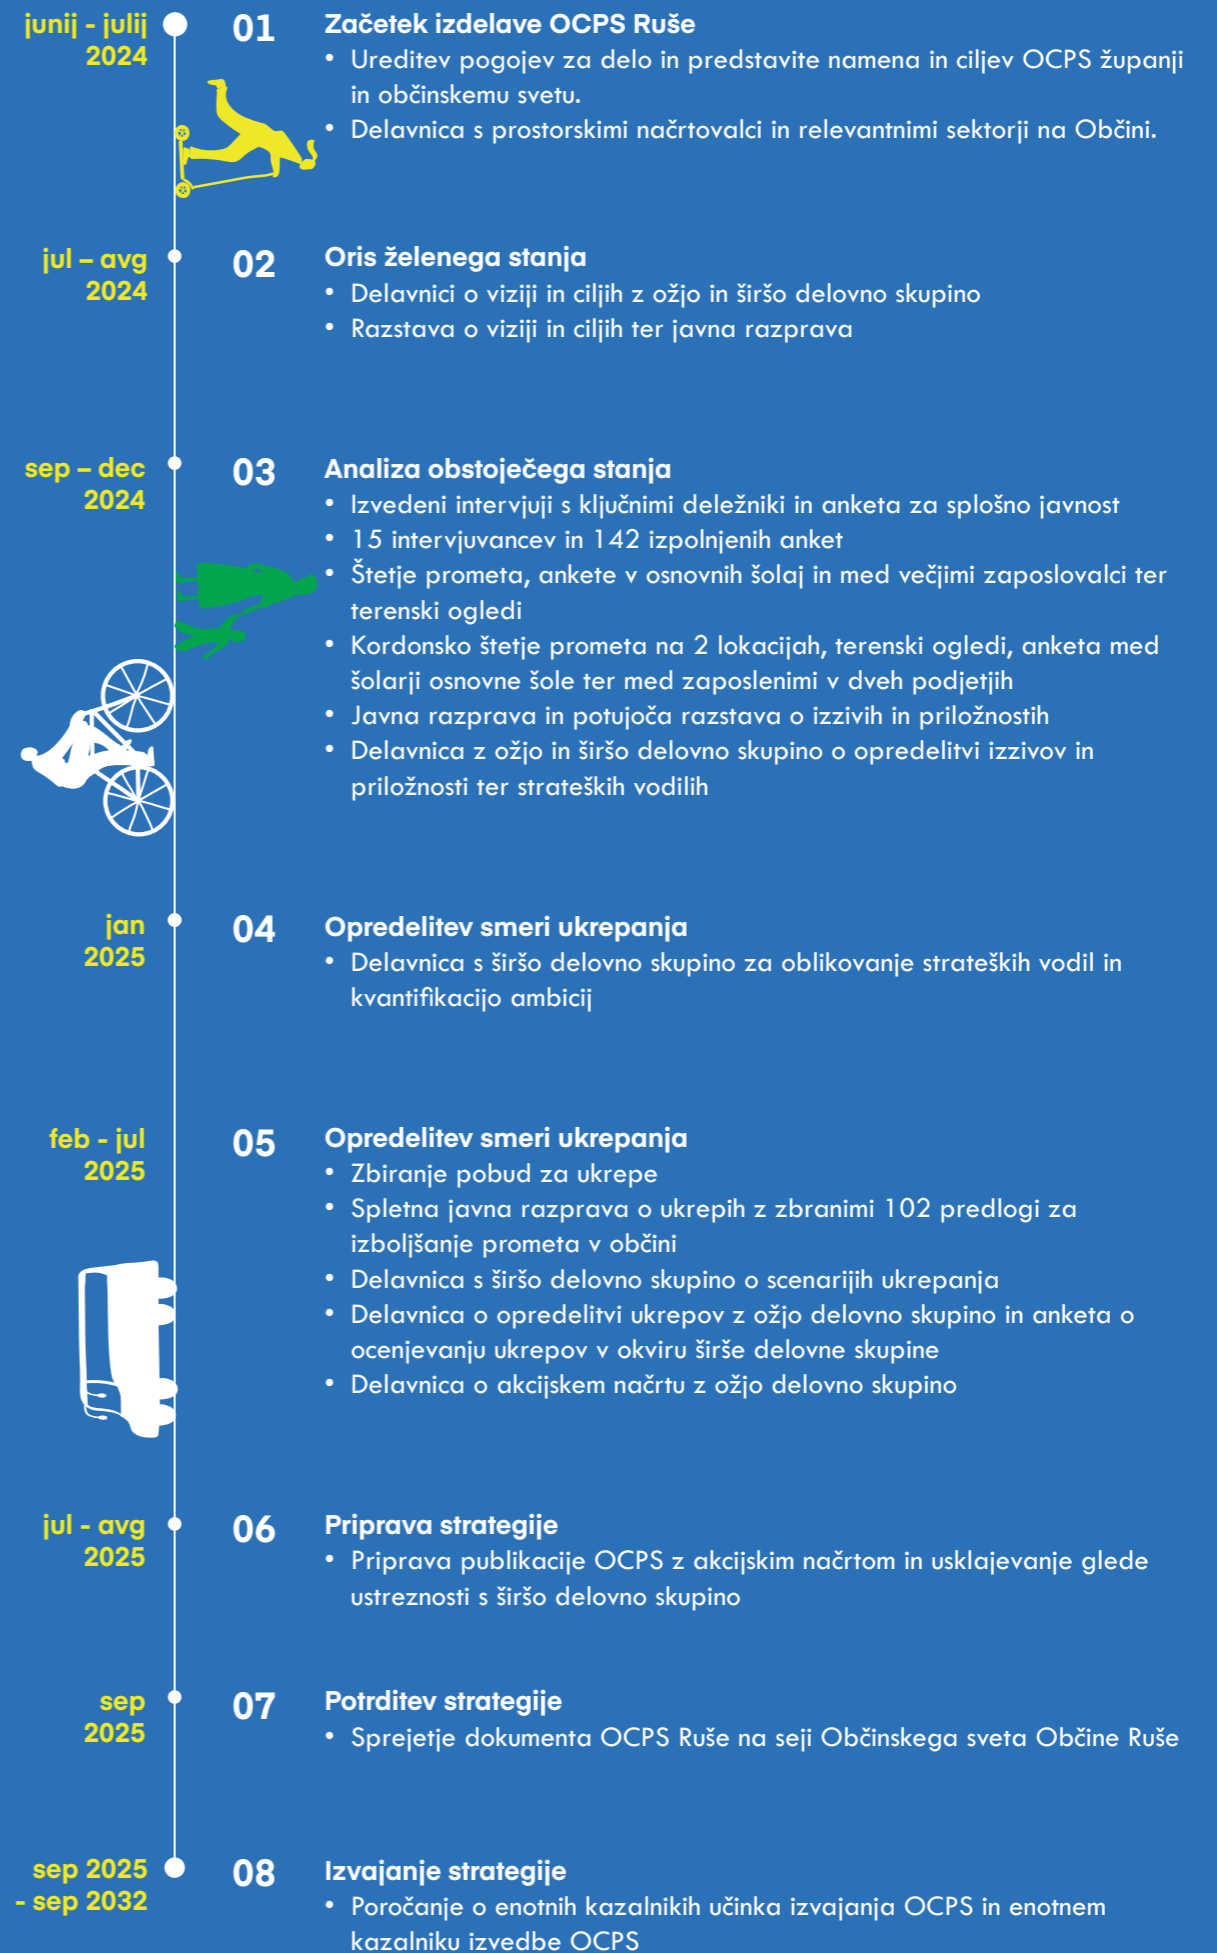 junij - julij
2024
01
Začetek izdelave OCPS Ruše
• Ureditev pogojev za delo in predstavite namena in ciljev OCPS županji
in občinskemu svetu.
• Delavnica s prostorskimi načrtovalci in relevantnimi sektorji na Občini.
jul – avg
2024
02
Oris želenega stanja
• Delavnici o viziji in ciljih z ožjo in širšo delovno skupino
• Razstava o viziji in ciljih ter javna razprava
sep – dec
2024
03
Analiza obstoječega stanja
• Izvedeni intervjuji s ključnimi deležniki in anketa za splošno javnost
• 15 intervjuvancev in 142 izpolnjenih anket
• Štetje prometa, ankete v osnovnih šolaj in med večjimi zaposlovalci ter
terenski ogledi
• Kordonsko štetje prometa na 2 lokacijah, terenski ogledi, anketa med
šolarji osnovne šole ter med zaposlenimi v dveh podjetjih
• Javna razprava in potujoča razstava o izzivih in priložnostih
• Delavnica z ožjo in širšo delovno skupino o opredelitvi izzivov in
priložnosti ter strateških vodilih
jan
2025
04
Opredelitev smeri ukrepanja
• Delavnica s širšo delovno skupino za oblikovanje strateških vodil in
kvantifikacijo ambicij
feb - jul
2025
05
Opredelitev smeri ukrepanja
• Zbiranje pobud za ukrepe
• Spletna javna razprava o ukrepih z zbranimi 102 predlogi za
izboljšanje prometa v občini
• Delavnica s širšo delovno skupino o scenarijih ukrepanja
• Delavnica o opredelitvi ukrepov z ožjo delovno skupino in anketa o
ocenjevanju ukrepov v okviru širše delovne skupine
• Delavnica o akcijskem načrtu z ožjo delovno skupino
jul - avg
2025
06
Priprava strategije
• Priprava publikacije OCPS z akcijskim načrtom in usklajevanje glede
ustreznosti s širšo delovno skupino
sep
2025
07
Potrditev strategije
• Sprejetje dokumenta OCPS Ruše na seji Občinskega sveta Občine Ruše
sep 2025
- sep 2032
08
Izvajanje strategije
• Poročanje o enotnih kazalnikih učinka izvajanja OCPS in enotnem
kazalniku izvedbe OCPS